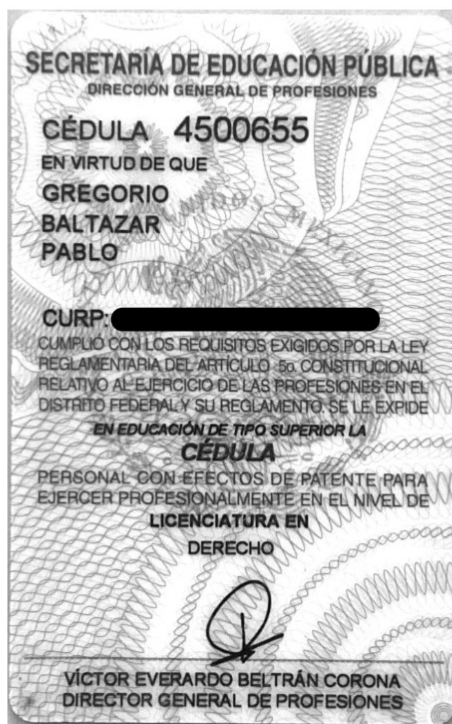 SECRETARÍA DE EDUCACIÓN PÚBLICA
DIRECCIÓN GENERAL DE PROFESIONES
CÉDULA 4500655
EN VIRTUD DE QUE
GREGORIO
BALTAZAR
PABLO
CURP:
CUMPLIÓ CON LOS REQUISITOS EXIGIDOS POR LA LEY
REGLAMENTARIA DEL ARTÍCULO 5o. CONSTITUCIONAL
RELATIVO AL EJERCICIO DE LAS PROFESIONES EN EL
DISTRITO FEDERAL Y SU REGLAMENTO, SE LE EXPIDE
EN EDUCACIÓN DE TIPO SUPERIOR LA
CÉDULA
PERSONAL CON EFECTOS DE PATENTE PARA
EJERCER PROFESIONALMENTE EN EL NIVEL DE
LICENCIATURA EN
DERECHO
VÍCTOR EVERARDO BELTRÁN CORONA
DIRECTOR GENERAL DE PROFESIONES